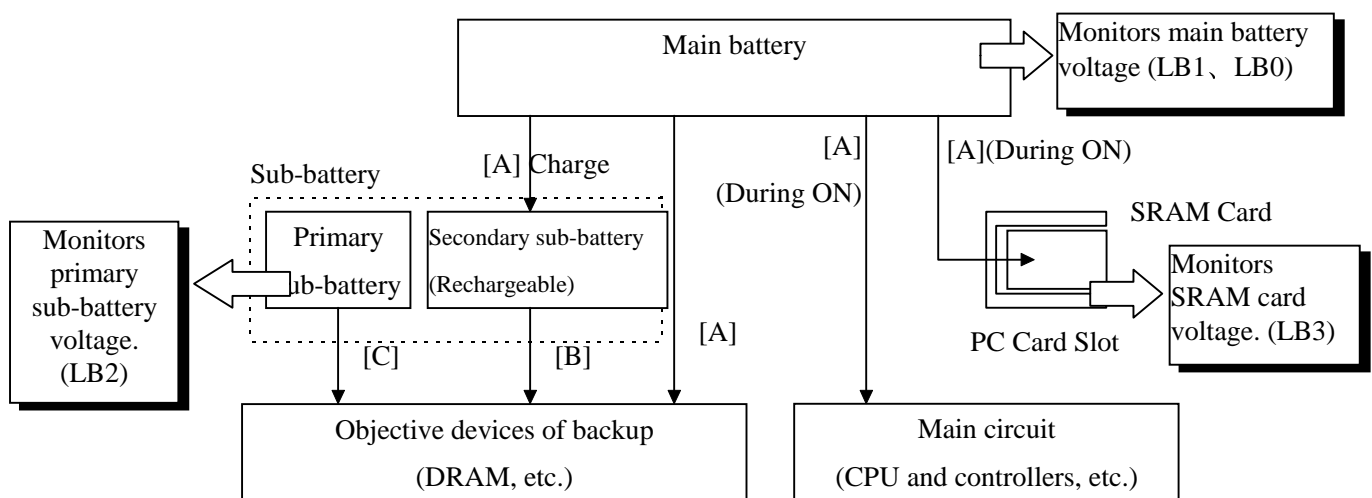 Main battery
Monitors main battery
voltage (LB1、LB0)
[A] Charge
[A]
(During ON)
[A](During ON)
Sub-battery
Monitors
primary
sub-battery
voltage.
(LB2)
Primary
sub-battery
Secondary sub-battery
(Rechargeable)
SRAM Card
PC Card Slot
Monitors
SRAM card
voltage. (LB3)
[C]
[B]
[A]
Objective devices of backup
(DRAM, etc.)
Main circuit
(CPU and controllers, etc.)